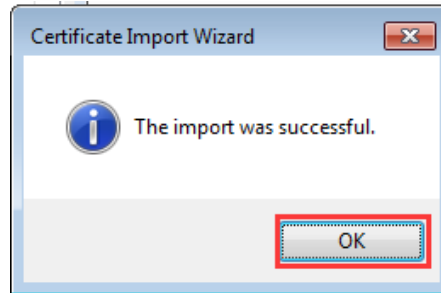 Certificate Import Wizard
The import was successful.
OK